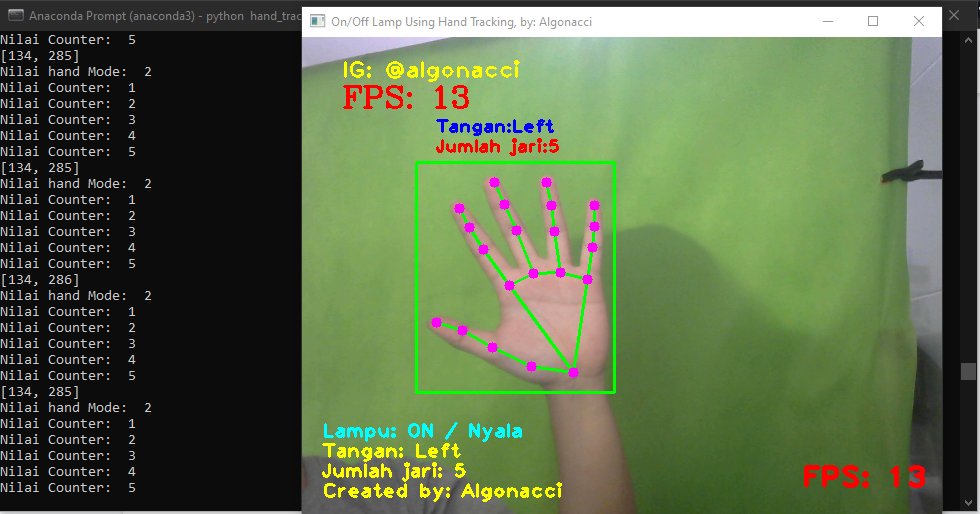 Anaconda Prompt (anaconda3) - python hand_trac
Nilai Counter:  5
[134, 285]
Nilai hand Mode:  2
Nilai Counter:  1
Nilai Counter:  2
Nilai Counter:  3
Nilai Counter:  4
Nilai Counter:  5
[134, 285]
Nilai hand Mode:  2
Nilai Counter:  1
Nilai Counter:  2
Nilai Counter:  3
Nilai Counter:  4
Nilai Counter:  5
[134, 286]
Nilai hand Mode:  2
Nilai Counter:  1
Nilai Counter:  2
Nilai Counter:  3
Nilai Counter:  4
Nilai Counter:  5
[134, 285]
Nilai hand Mode:  2
Nilai Counter:  1
Nilai Counter:  2
Nilai Counter:  3
Nilai Counter:  4
Nilai Counter:  5
On/Off Lamp Using Hand Tracking, by: Algonacci
IG: @algonacci
FPS: 13
Tangan:Left
Jumlah jari:5
Lampu: ON / Nyala
Tangan: Left
Jumlah jari: 5
Created by: Algonacci
FPS: 13